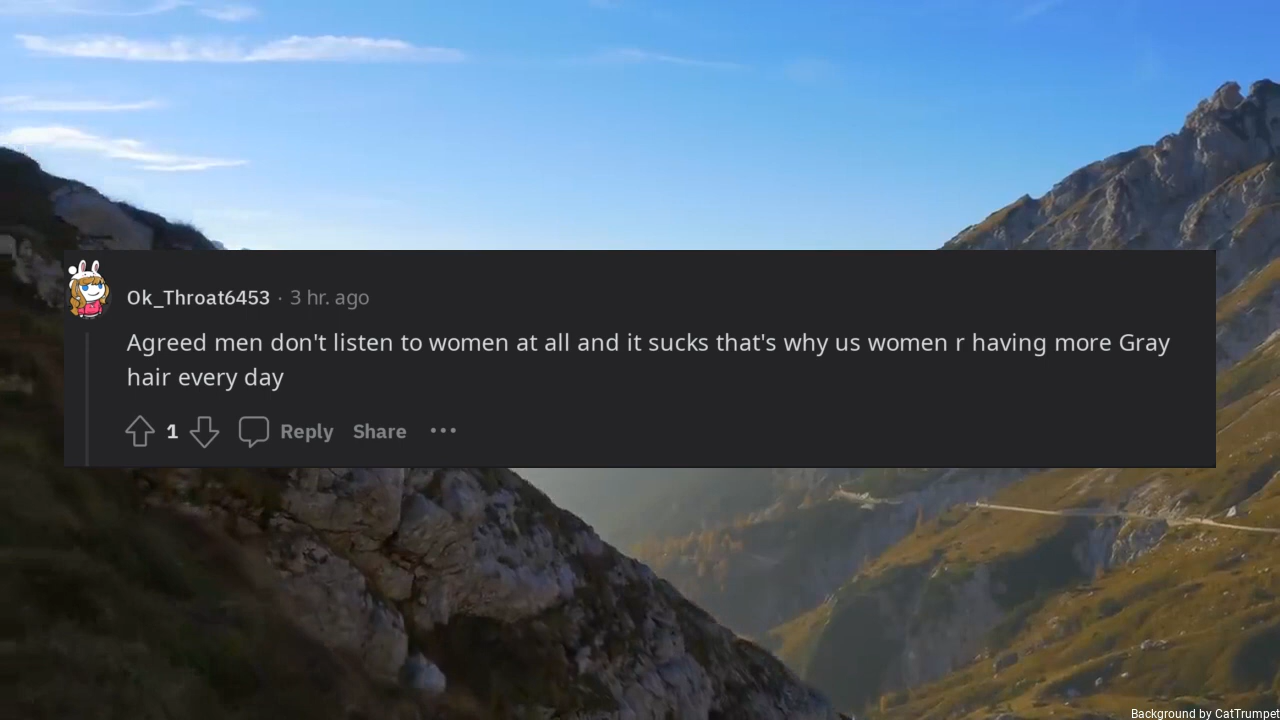 Ok_Throat6453 · 3 hr. ago
Agreed men don't listen to women at all and it sucks that's why us women r having more Gray
hair every day
1 Reply Share ···
Background by CatTrumpet